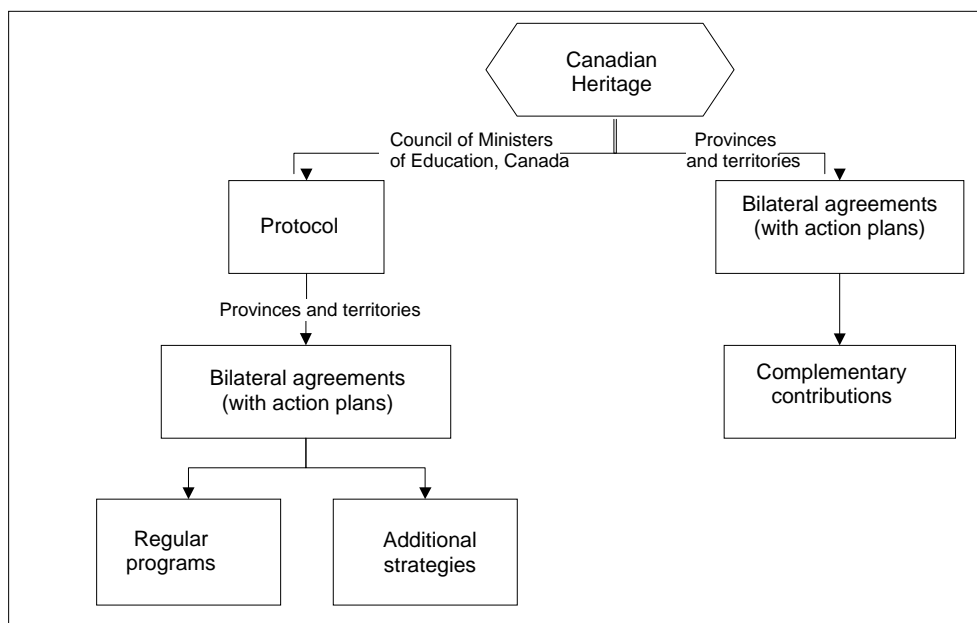 Canadian
Heritage
Council of Ministers
of Education, Canada
Provinces
and territories
Protocol
Bilateral agreements
(with action plans)
Provinces and territories
Bilateral agreements
(with action plans)
Complementary
contributions
Regular
programs
Additional
strategies